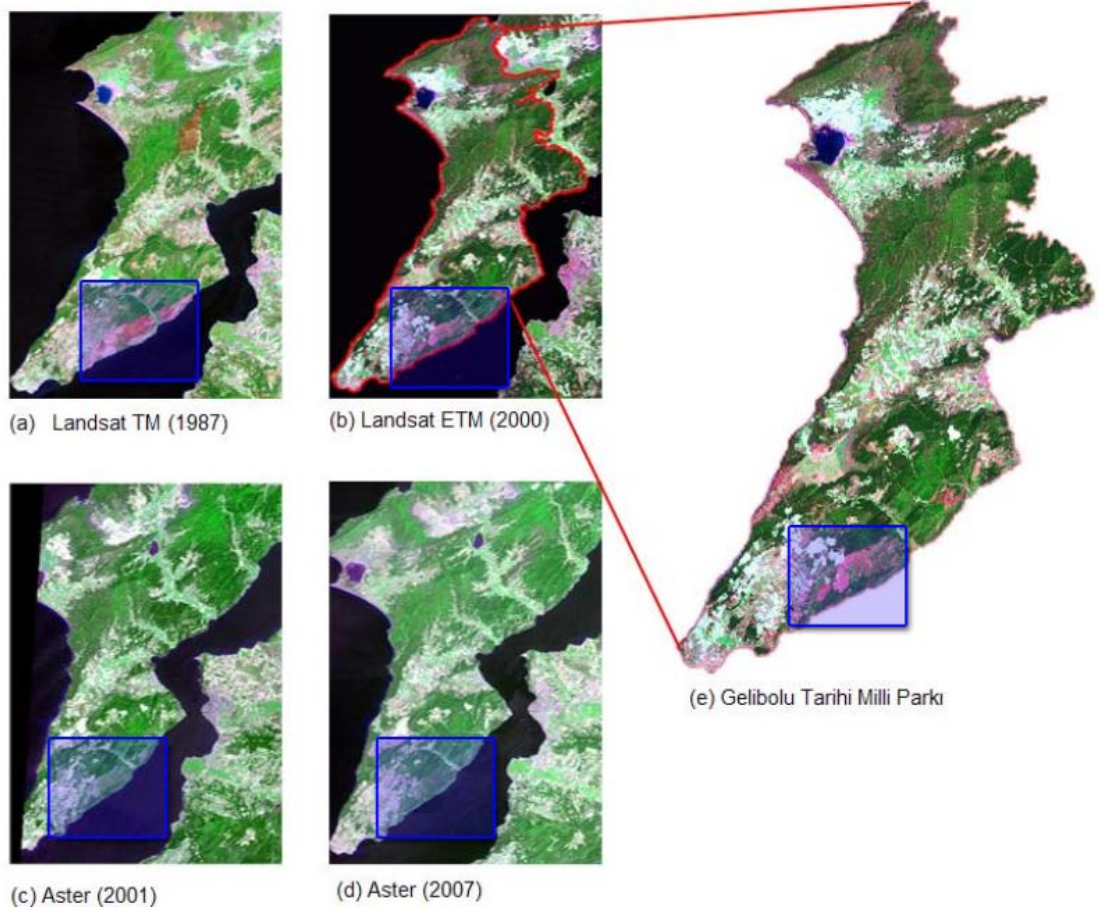 (a) Landsat TM (1987)
(b) Landsat ETM (2000)
(c) Aster (2001)
(d) Aster (2007)
(e) Gelibolu Tarihi Milli Parkı